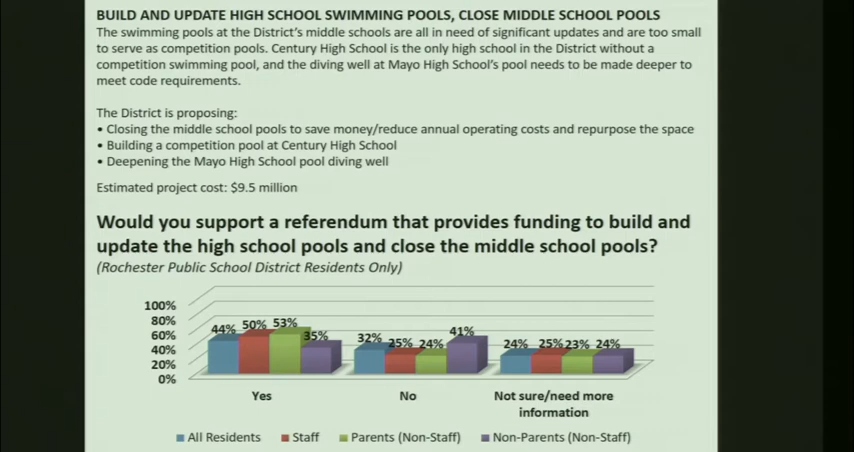 BUILD AND UPDATE HIGH SCHOOL SWIMMING POOLS, CLOSE MIDDLE SCHOOL POOLS
The swimming pools at the District's middle schools are all in need of significant updates and are too small
to serve as competition pools. Century High School is the only high school in the District without a
competition swimming pool, and the diving well at Mayo High School's pool needs to be made deeper to
meet code requirements.
The District is proposing:
• Closing the middle school pools to save money/reduce annual operating costs and repurpose the space
• Building a competition pool at Century High School
• Deepening the Mayo High School pool diving well
Estimated project cost: $9.5 million
Would you support a referendum that provides funding to build and
update the high school pools and close the middle school pools?
(Rochester Public School District Residents Only)
100%
80%
60%
40%
20%
0%
44% 50% 53% 35%
32% 25% 24% 41%
24% 25% 23% 24%
Yes
No
Not sure/need more
information
All Residents Staff Parents (Non-Staff) Non-Parents (Non-Staff)